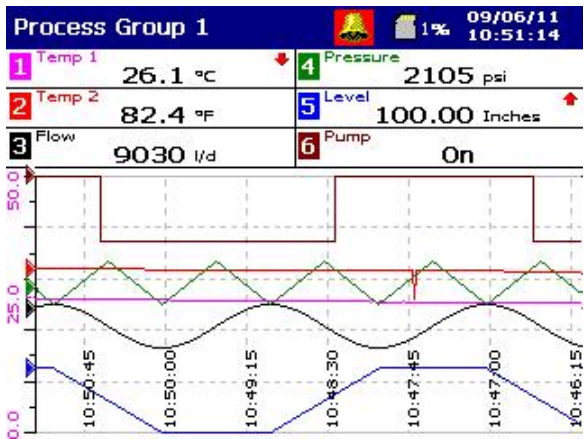 Process Group 1
1%
09/06/11
10:51:14
1 Temp 1
26.1 °C
4 Pressure
2105 psi
2 Temp 2
82.4 °F
5 Level
100.00 Inches
3 Flow
9030 l/d
6 Pump
On
50.0
25.0
0.0
10:50:45
10:50:00
10:49:15
10:48:30
10:47:45
10:47:00
10:46:15